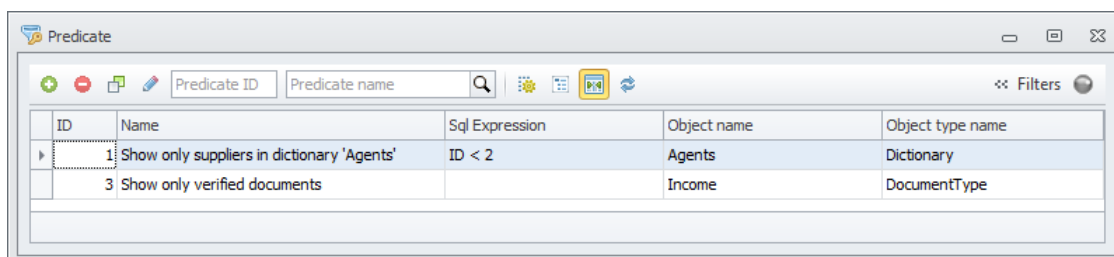 Predicate
Predicate ID Predicate name << Filters
ID Name Sql Expression Object name Object type name
1 Show only suppliers in dictionary 'Agents' ID < 2 Agents Dictionary
3 Show only verified documents Income DocumentType